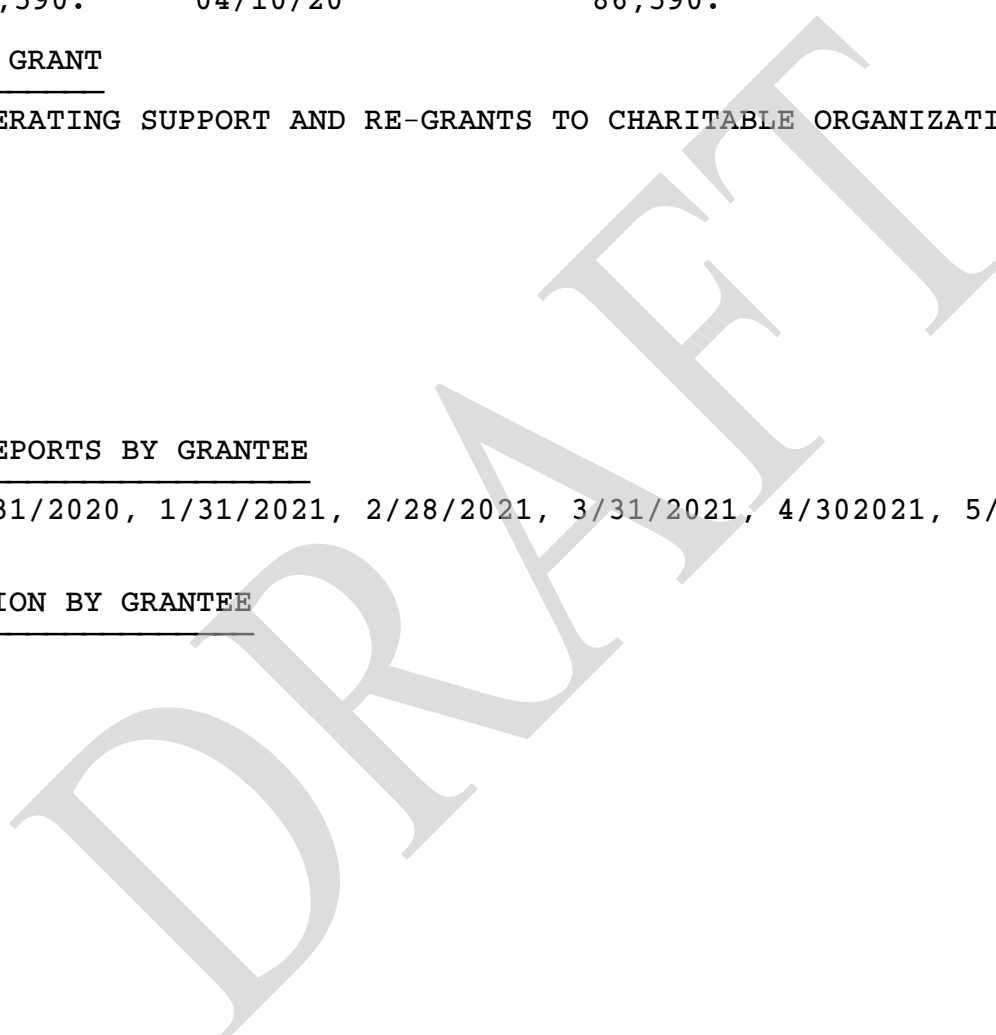 ,590. 04/10/20 86,590.
GRANT
ERATING SUPPORT AND RE-GRANTS TO CHARITABLE ORGANIZATI
EPORTS BY GRANTEE
31/2020, 1/31/2021, 2/28/2021, 3/31/2021, 4/302021, 5/
ION BY GRANTEE
DRAFT